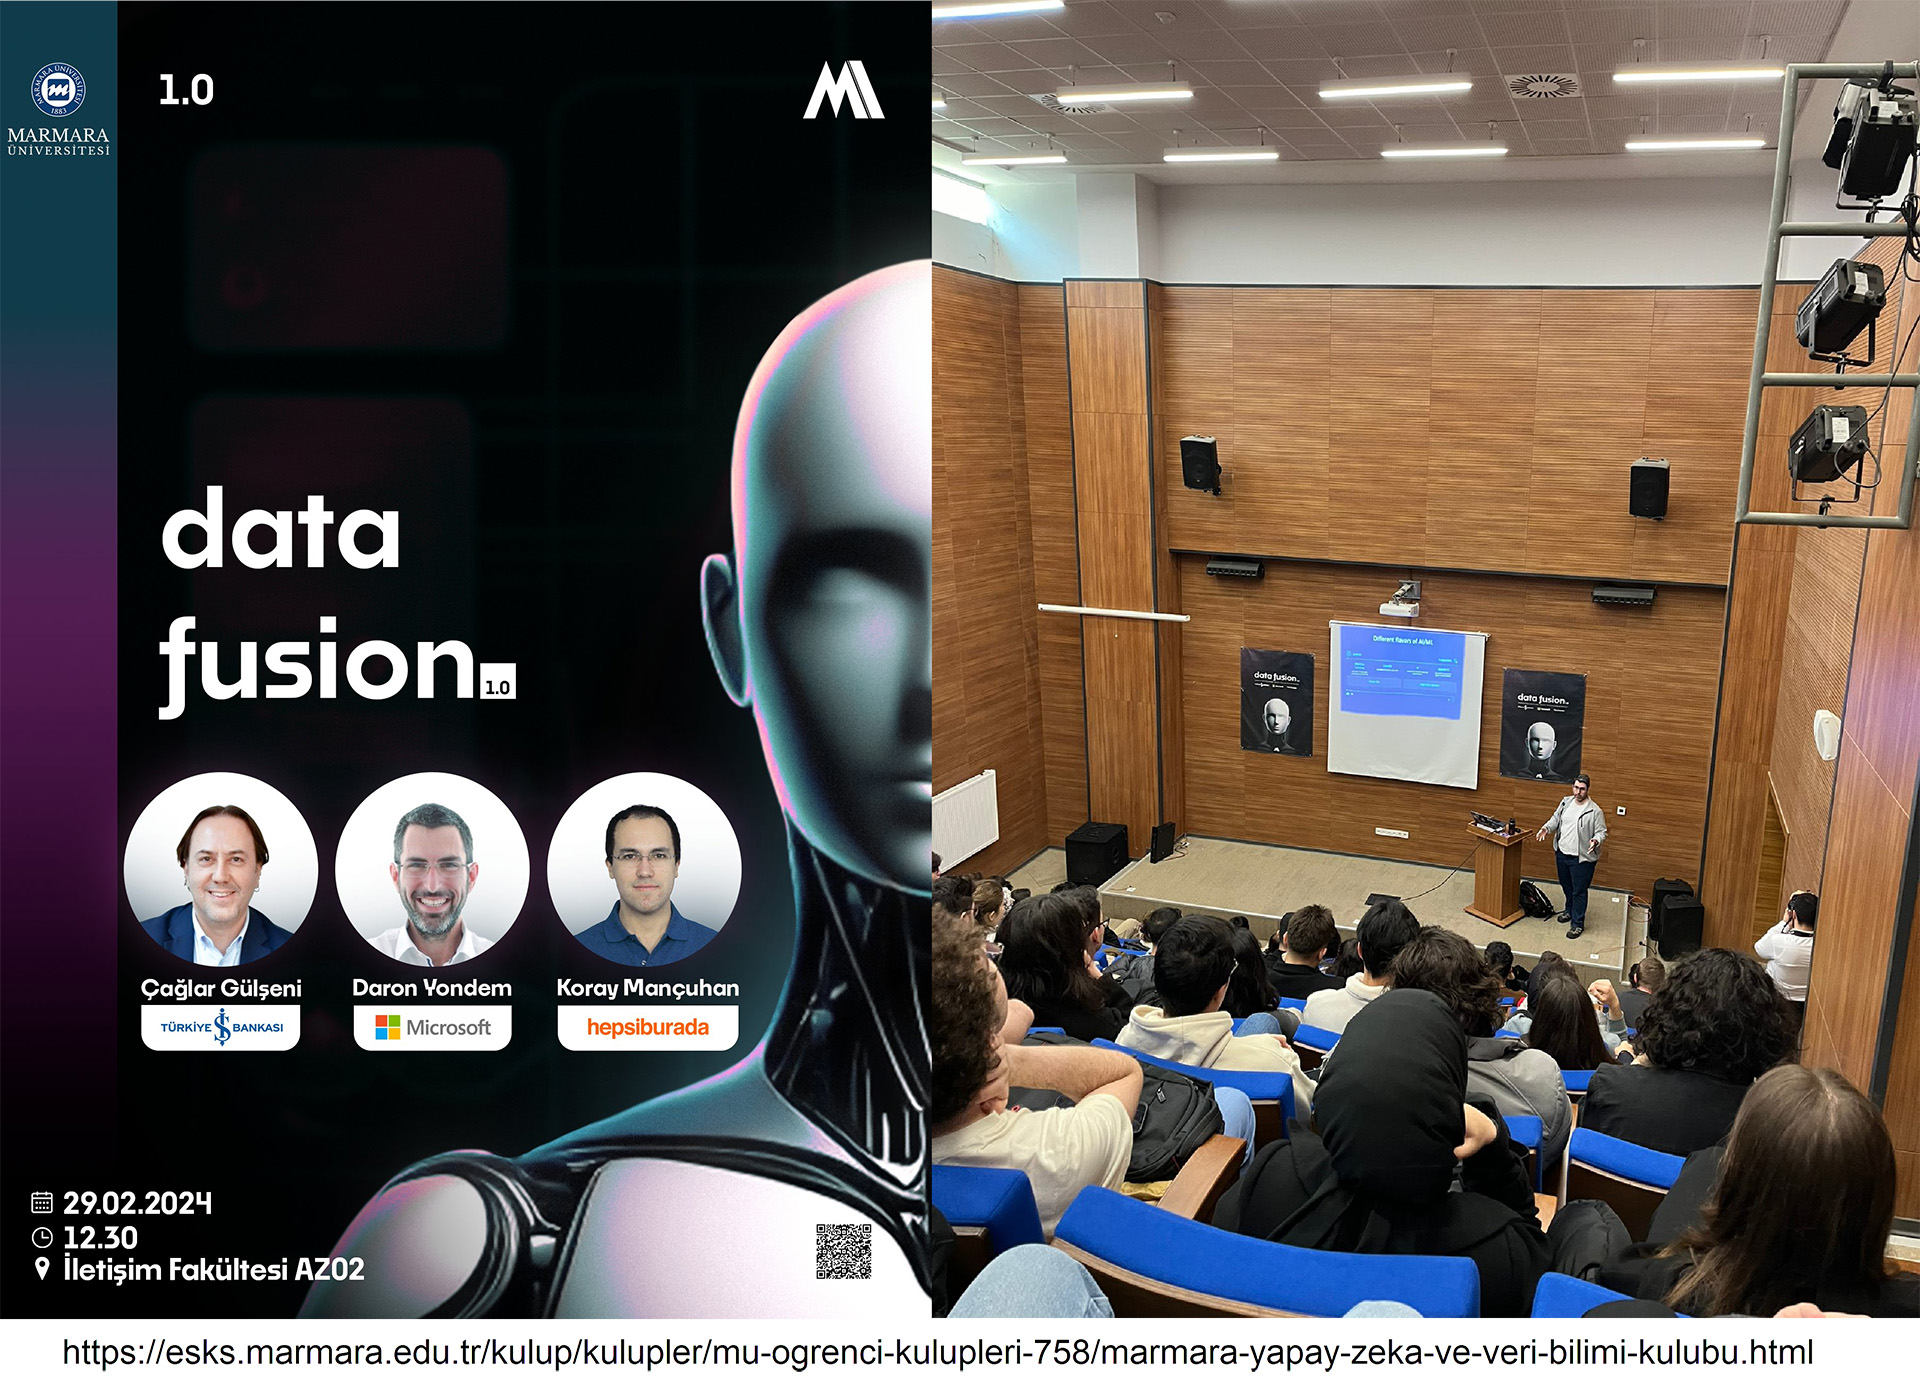 MARMARA ÜNİVERSİTESİ
1883
MARMARA
ÜNİVERSİTESİ
1.0
data
fusion
1.0
Çağlar Gülşeni
Daron Yondem
Koray Mançuhan
TÜRKİYE İŞ BANKASI
Microsoft
hepsiburada
29.02.2024
12.30
İletişim Fakültesi AZ02
Different flavors of AI/ML
data fusion
data fusion
https://esks.marmara.edu.tr/kulup/kulupler/mu-ogrenci-kulupleri-758/marmara-yapay-zeka-ve-veri-bilimi-kulubu.html